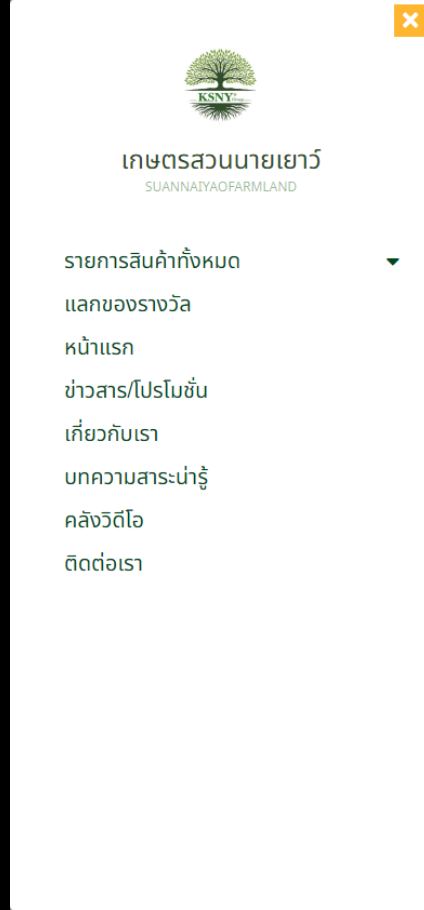 KSNY
เกษตรสวนนายเยาว์
SUANNAIYAOFARMLAND
รายการสินค้าทั้งหมด
แลกของรางวัล
หน้าแรก
ข่าวสาร/โปรโมชั่น
เกี่ยวกับเรา
บทความสาระน่ารู้
คลังวิดีโอ
ติดต่อเรา